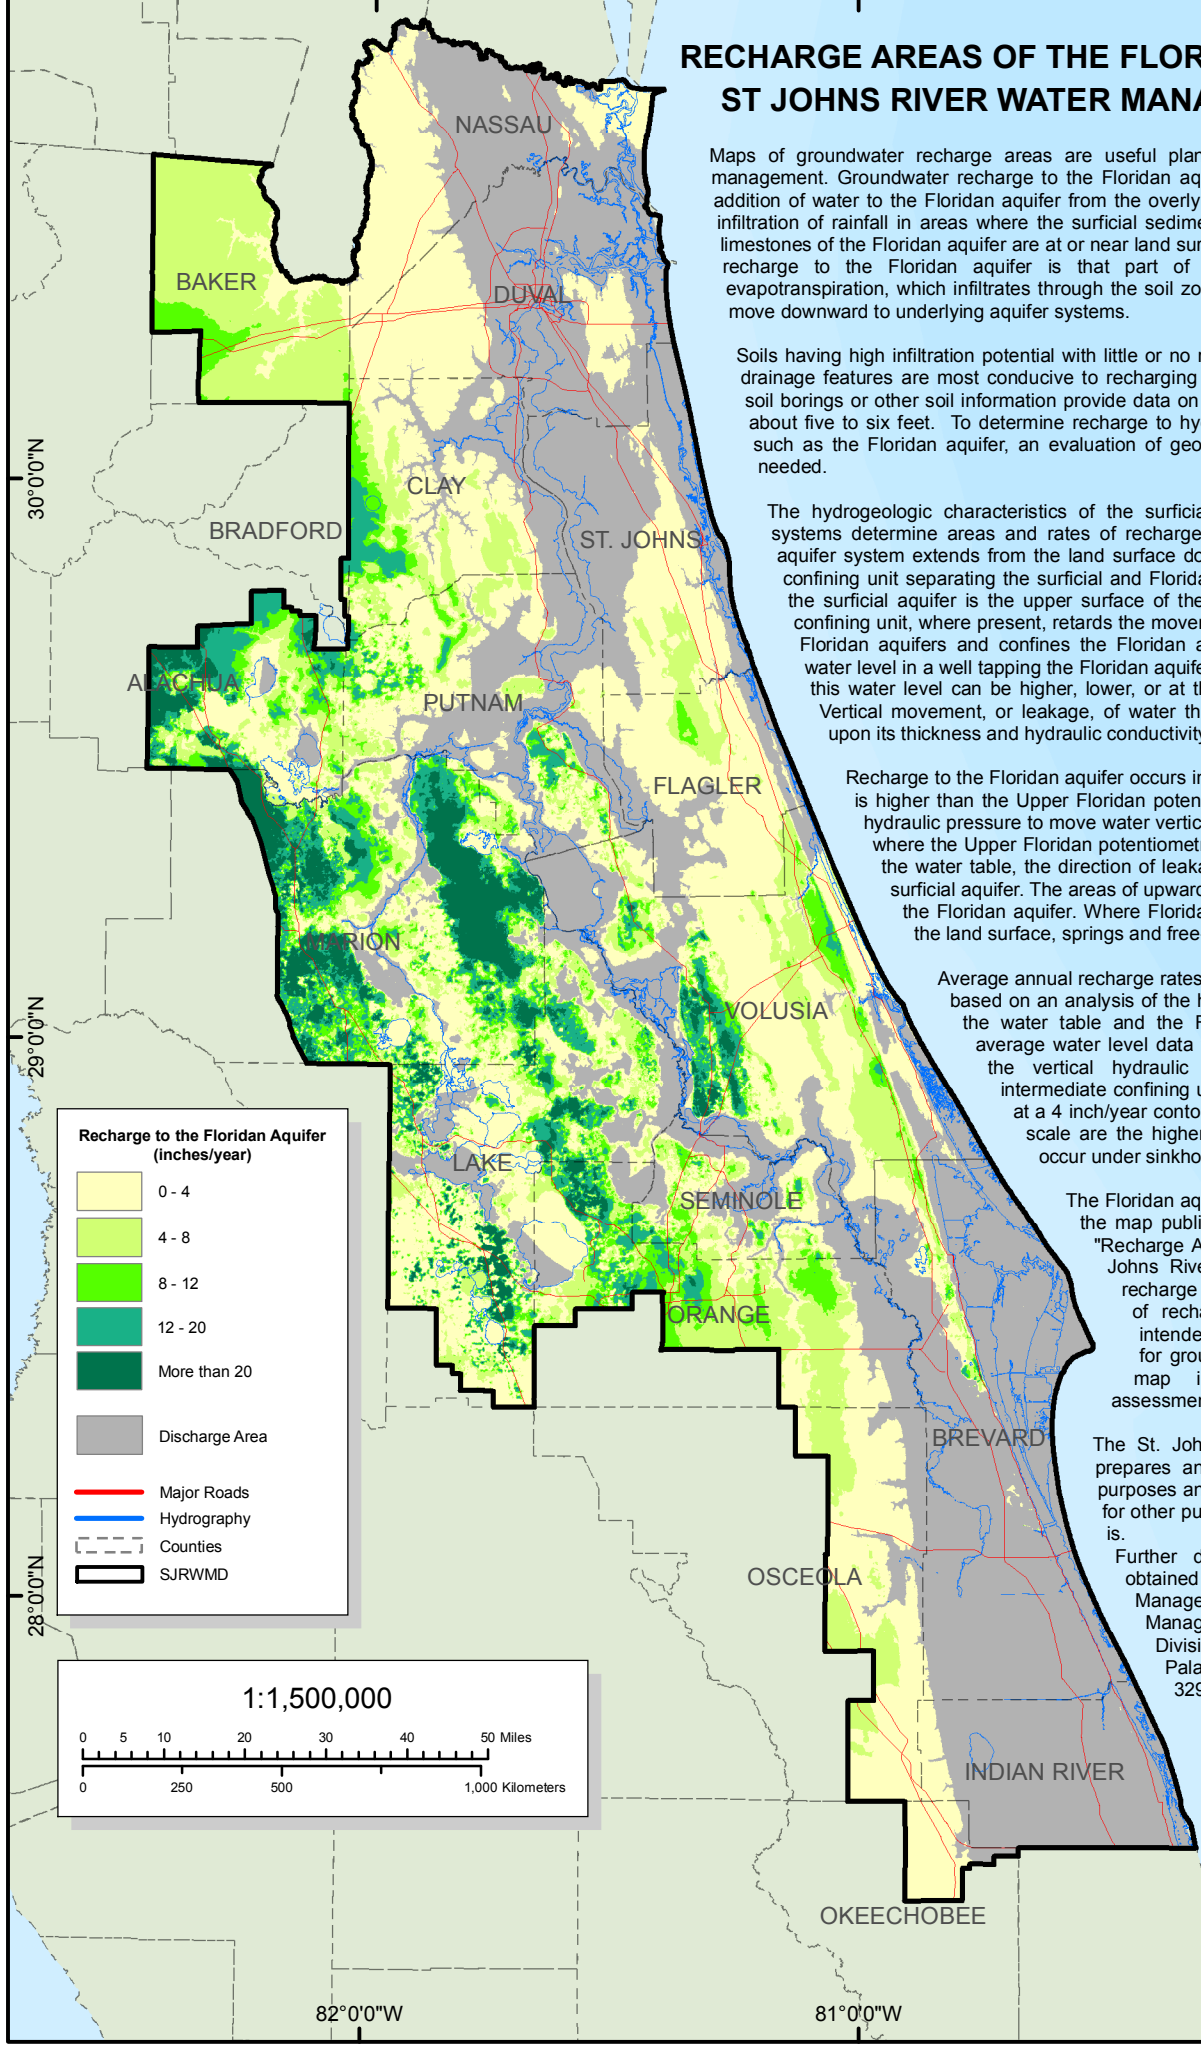 RECHARGE AREAS OF THE FLOR
ST JOHNS RIVER WATER MANA
Maps of groundwater recharge areas are useful plan
management. Groundwater recharge to the Floridan aq
addition of water to the Floridan aquifer from the overly
infiltration of rainfall in areas where the surficial sedime
limestones of the Floridan aquifer are at or near land sur
recharge to the Floridan aquifer is that part of
evapotranspiration, which infiltrates through the soil zo
move downward to underlying aquifer systems.
Soils having high infiltration potential with little or no r
drainage features are most conducive to recharging
soil borings or other soil information provide data on
about five to six feet. To determine recharge to hy
such as the Floridan aquifer, an evaluation of geo
needed.
The hydrogeologic characteristics of the surficia
systems determine areas and rates of recharge
aquifer system extends from the land surface do
confining unit separating the surficial and Florida
the surficial aquifer is the upper surface of the
confining unit, where present, retards the mover
Floridan aquifers and confines the Floridan a
water level in a well tapping the Floridan aquife
this water level can be higher, lower, or at th
Vertical movement, or leakage, of water th
upon its thickness and hydraulic conductivity
Recharge to the Floridan aquifer occurs in
is higher than the Upper Floridan poten
hydraulic pressure to move water vertic
where the Upper Floridan potentiometri
the water table, the direction of leaka
surficial aquifer. The areas of upward
the Floridan aquifer. Where Florida
the land surface, springs and free
Average annual recharge rates
based on an analysis of the h
the water table and the F
average water level data
the vertical hydraulic
intermediate confining u
at a 4 inch/year conto
scale are the higher
occur under sinkho
The Floridan aq
the map publi
"Recharge A
Johns Rive
recharge
of recha
intende
for grou
map i
assessmen
The St. Joh
prepares an
purposes an
for other pu
is.
Further d
obtained
Manage
Manag
Divisi
Pala
329
NASSAU
BAKER
DUVAL
CLAY
BRADFORD
ST. JOHNS
ALACHUA
PUTNAM
FLAGLER
MARION
VOLUSIA
LAKE
SEMINOLE
ORANGE
BREVARD
OSCEOLA
INDIAN RIVER
OKEECHOBEE
30°0'0"N
29°0'0"N
28°0'0"N
82°0'0"W
81°0'0"W
Recharge to the Floridan Aquifer
(inches/year)
0 - 4
4 - 8
8 - 12
12 - 20
More than 20
Discharge Area
Major Roads
Hydrography
Counties
SJRWMD
1:1,500,000
0 5 10 20 30 40 50 Miles
0 250 500 1,000 Kilometers